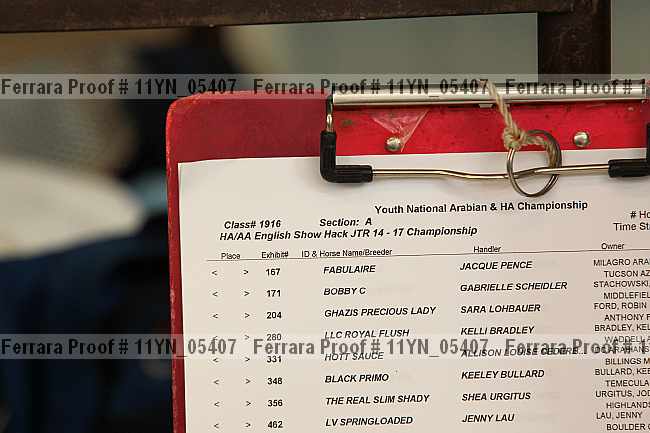 Ferrara Proof # 11YN_05407 Ferrara Proof # 11YN_05407 Ferrara Proof # 11YN_05407
Youth National Arabian & HA Championship
Class# 1916 Section: A # Ho
HA/AA English Show Hack JTR 14 - 17 Championship Time St
Place Exhibit# ID & Horse Name/Breeder Handler Owner
< > 167 FABULAIRE JACQUE PENCE MILAGRO ARA
TUCSON AZ
< > 171 BOBBY C GABRIELLE SCHEIDLER STACHOWSKI,
MIDDLEFIEL
< > 204 GHAZIS PRECIOUS LADY SARA LOHBAUER FORD, ROBIN
ANTHONY F
< > 280 LLC ROYAL FLUSH KELLI BRADLEY BRADLEY, KEL
WADDELL A
Ferrara Proof # 11YN_05407 Ferrara Proof # 11YN_05407 Ferrara Proof # 11YN_05407
< > 331 HOTT SAUCE ALLISON LOUISE
BILLINGS M
< > 348 BLACK PRIMO KEELEY BULLARD BULLARD, KEE
TEMECULA
< > 356 THE REAL SLIM SHADY SHEA URGITUS URGITUS, JOD
HIGHLANDS
< > 462 LV SPRINGLOADED JENNY LAU LAU, JENNY
BOULDER C